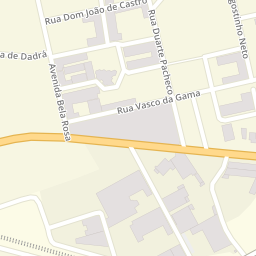 Rua Dom João de Castro
a de Dadrá
Avenida Bela Rosa
Rua Duarte Pacheco
gostinho Neto
Rua Vasco da Gama